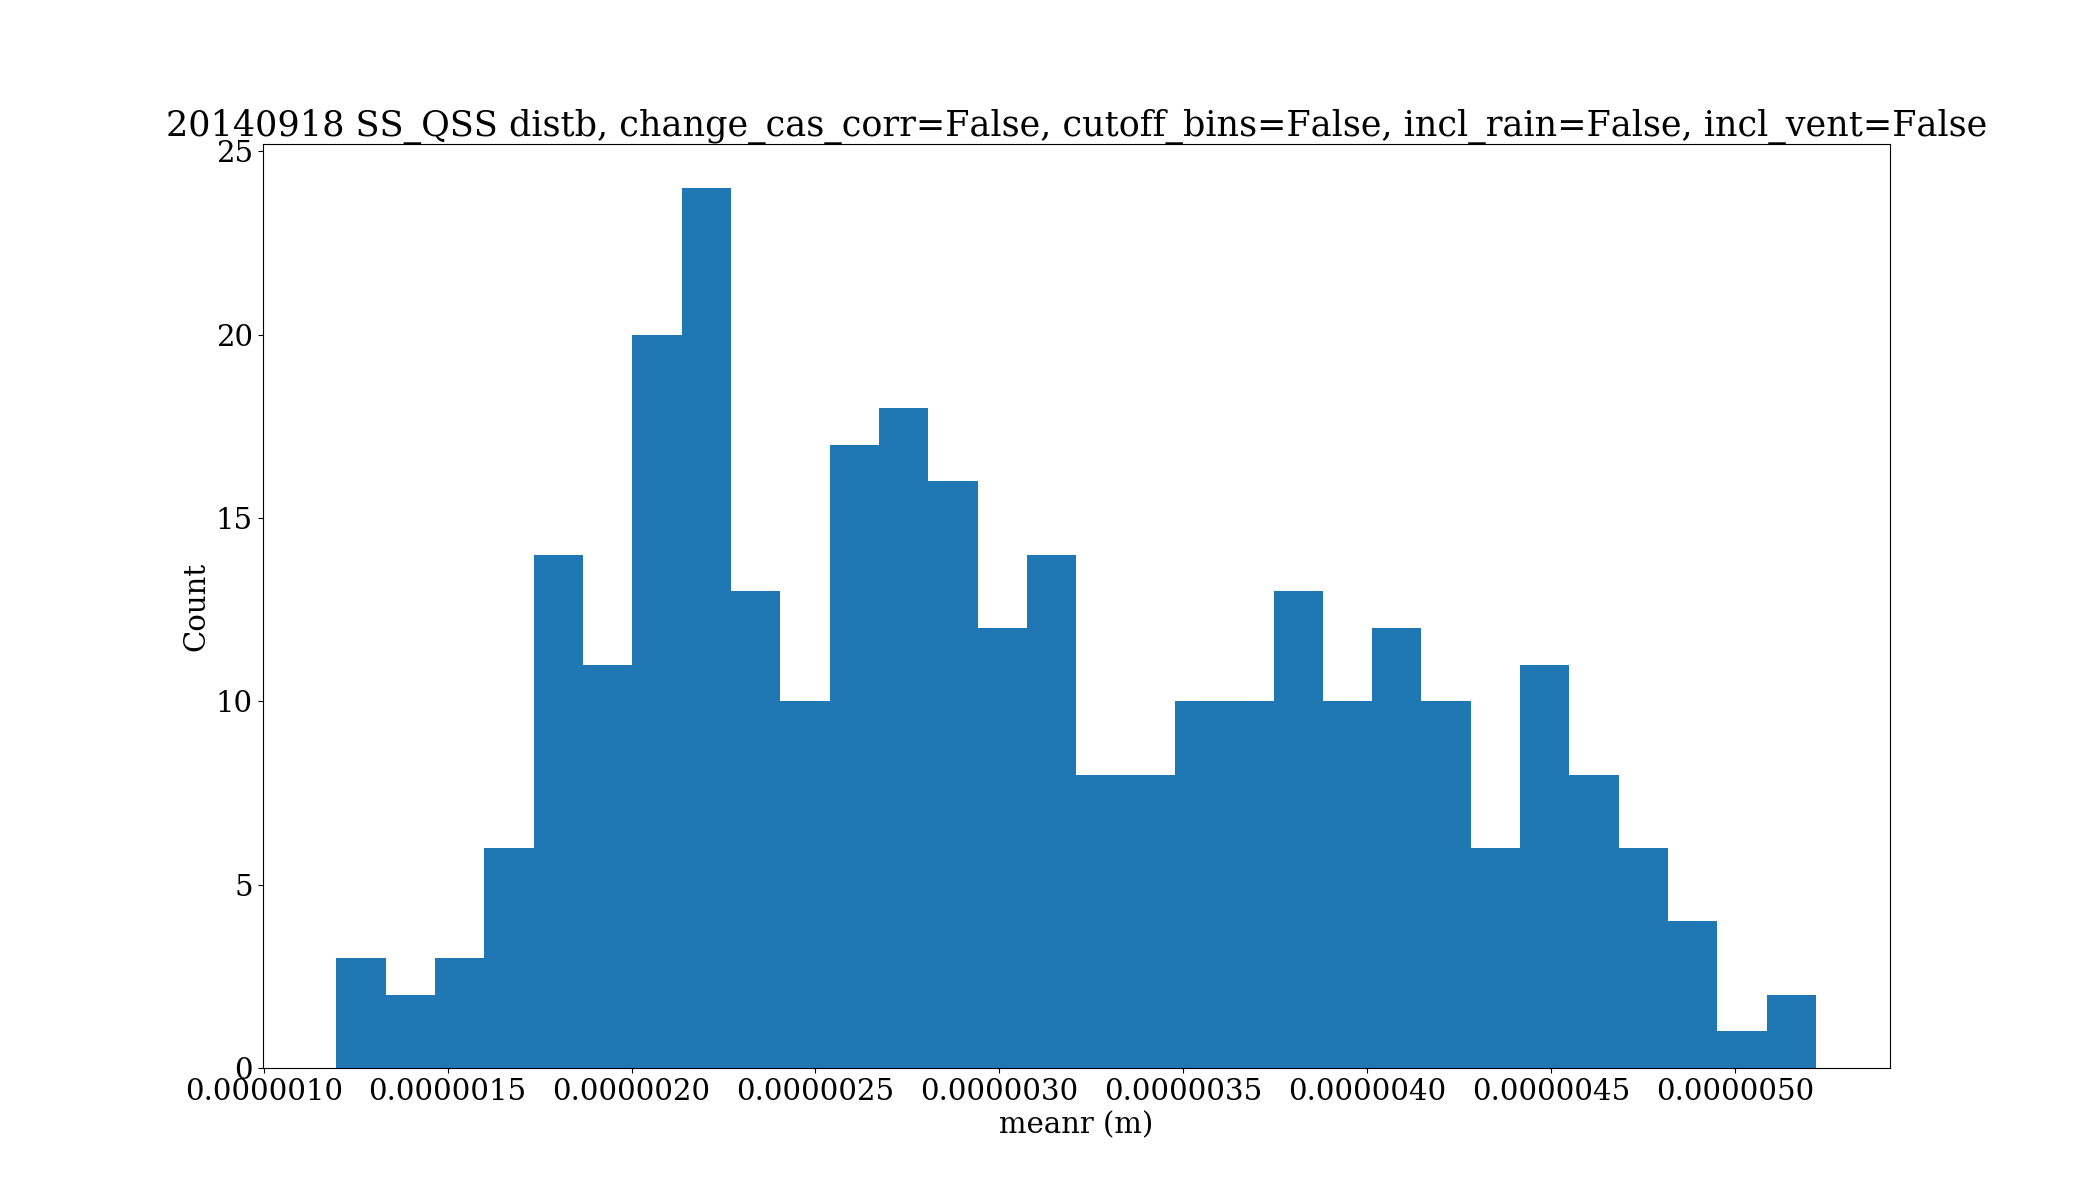 20140918 SS_QSS distb, change_cas_corr=False, cutoff_bins=False, incl_rain=False, incl_vent=False
25
20
15
10
5
0
Count
0.0000010 0.0000015 0.0000020 0.0000025 0.0000030 0.0000035 0.0000040 0.0000045 0.0000050
meanr (m)